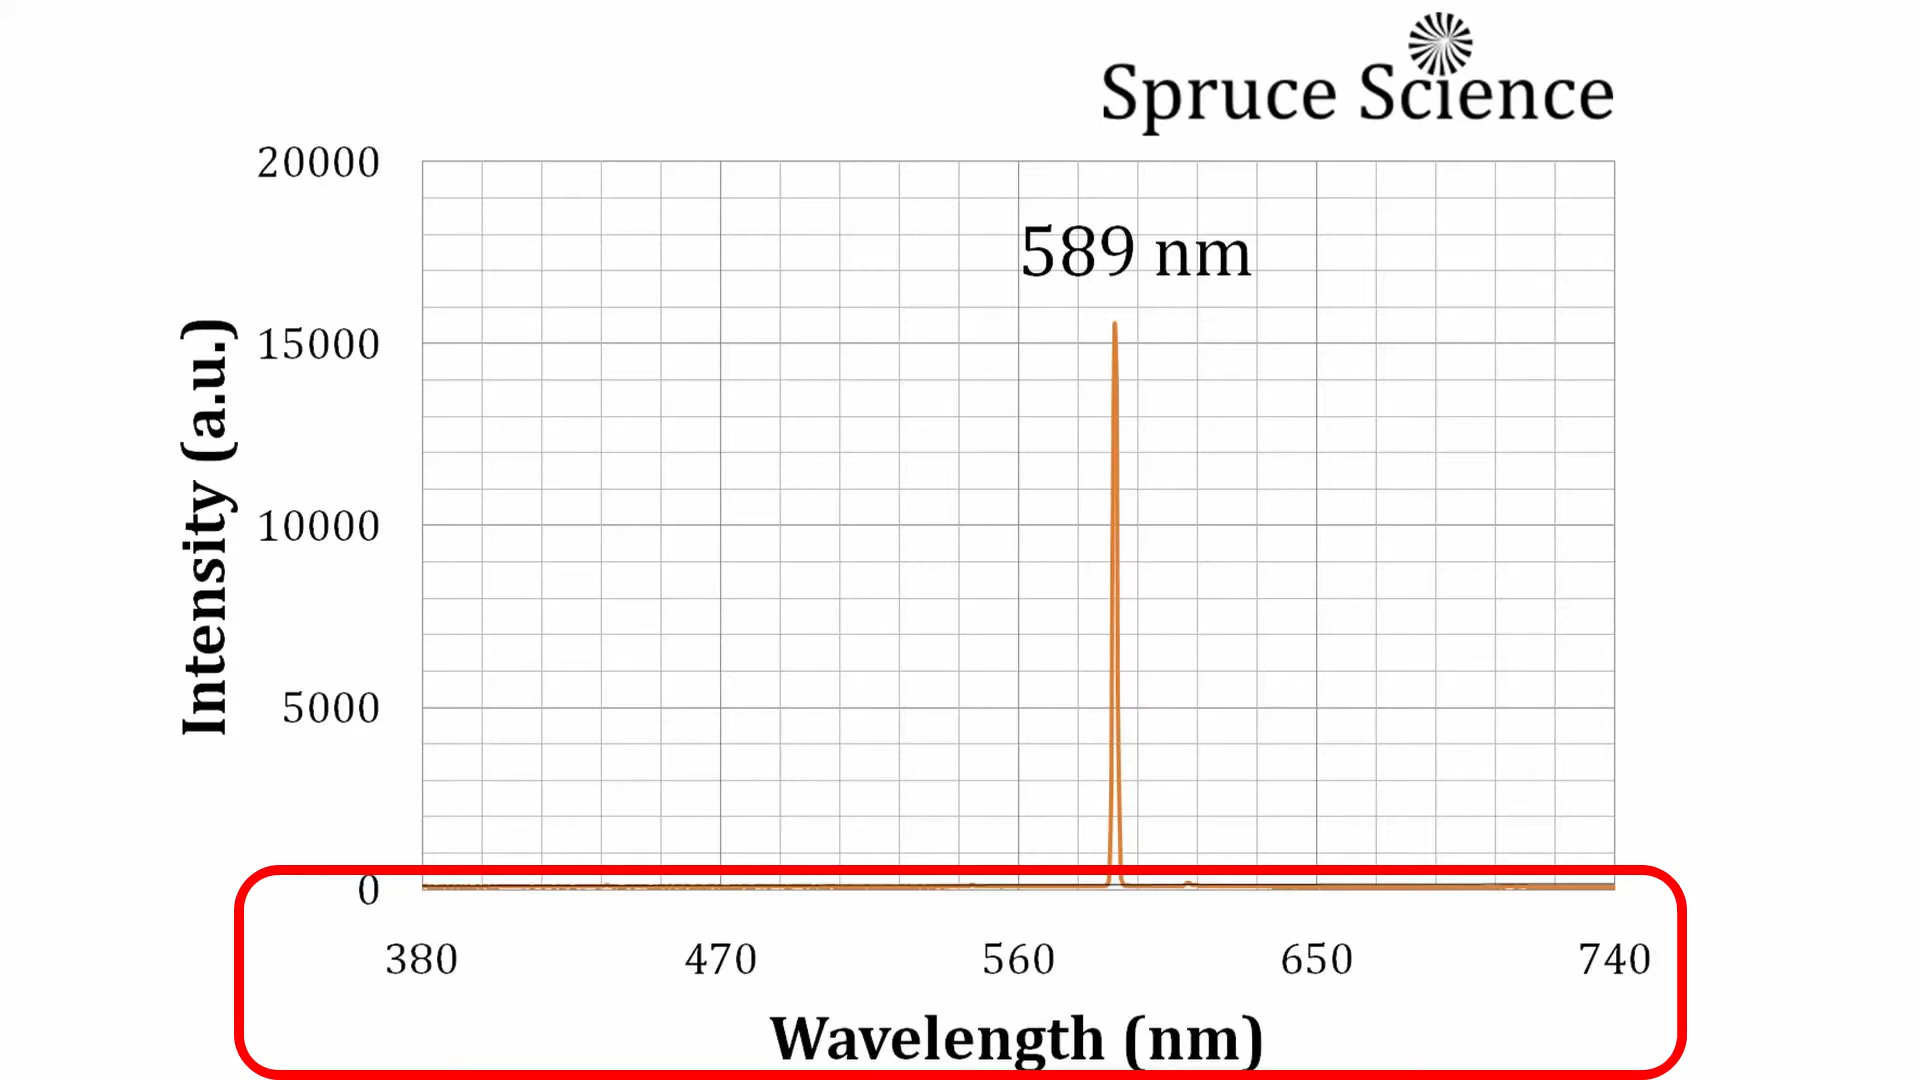 Spruce Science
20000
589 nm
15000
Intensity (a.u.)
10000
5000
0
380 470 560 650 740
Wavelength (nm)